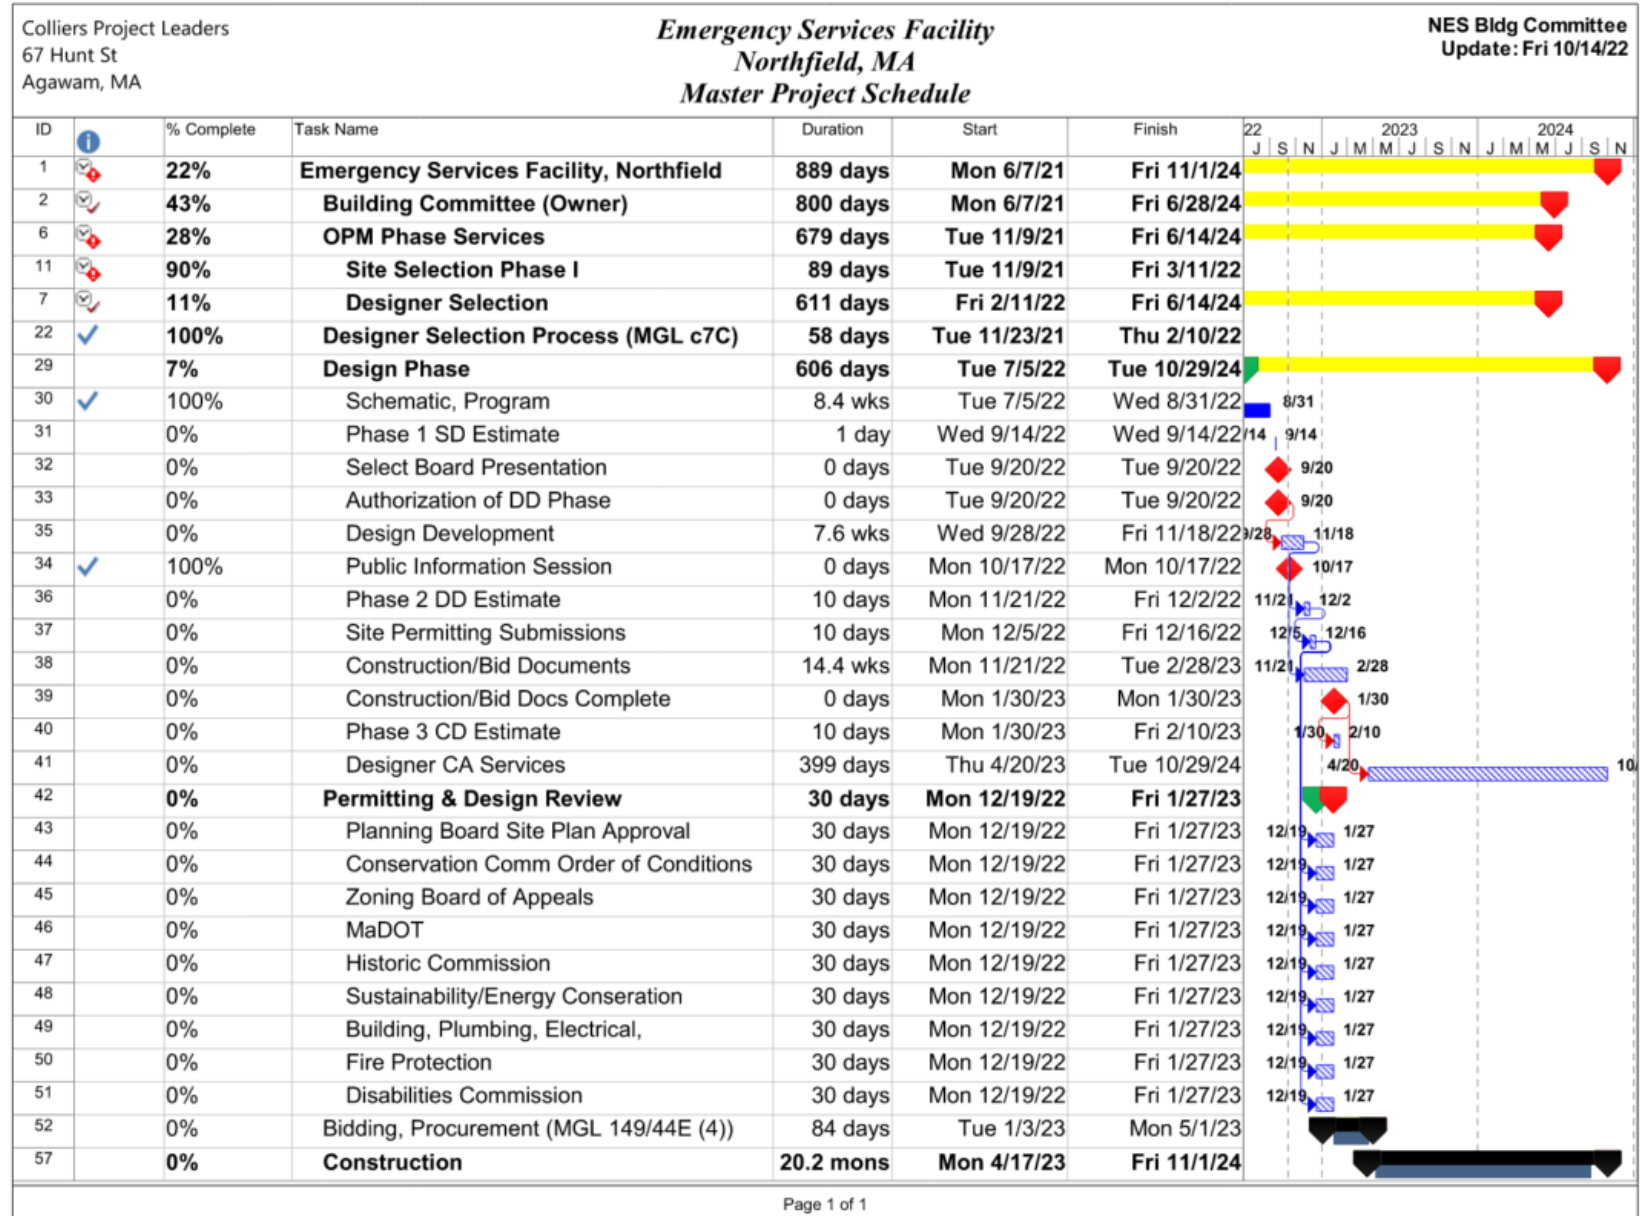 Colliers Project Leaders
67 Hunt St
Agawam, MA
Emergency Services Facility
Northfield, MA
Master Project Schedule
NES Bldg Committee
Update: Fri 10/14/22
ID % Complete Task Name Duration Start Finish 22 2023 2024
J S N J M M J S N J M M J S N
1 22% Emergency Services Facility, Northfield 889 days Mon 6/7/21 Fri 11/1/24
2 43% Building Committee (Owner) 800 days Mon 6/7/21 Fri 6/28/24
6 28% OPM Phase Services 679 days Tue 11/9/21 Fri 6/14/24
11 90% Site Selection Phase I 89 days Tue 11/9/21 Fri 3/11/22
7 11% Designer Selection 611 days Fri 2/11/22 Fri 6/14/24
22 100% Designer Selection Process (MGL c7C) 58 days Tue 11/23/21 Thu 2/10/22
29 7% Design Phase 606 days Tue 7/5/22 Tue 10/29/24
30 100% Schematic, Program 8.4 wks Tue 7/5/22 Wed 8/31/22 8/31
31 0% Phase 1 SD Estimate 1 day Wed 9/14/22 Wed 9/14/22 /14 9/14
32 0% Select Board Presentation 0 days Tue 9/20/22 Tue 9/20/22 9/20
33 0% Authorization of DD Phase 0 days Tue 9/20/22 Tue 9/20/22 9/20
35 0% Design Development 7.6 wks Wed 9/28/22 Fri 11/18/22 9/28 11/18
34 100% Public Information Session 0 days Mon 10/17/22 Mon 10/17/22 10/17
36 0% Phase 2 DD Estimate 10 days Mon 11/21/22 Fri 12/2/22 11/21 12/2
37 0% Site Permitting Submissions 10 days Mon 12/5/22 Fri 12/16/22 12/5 12/16
38 0% Construction/Bid Documents 14.4 wks Mon 11/21/22 Tue 2/28/23 11/21 2/28
39 0% Construction/Bid Docs Complete 0 days Mon 1/30/23 Mon 1/30/23 1/30
40 0% Phase 3 CD Estimate 10 days Mon 1/30/23 Fri 2/10/23 1/30 2/10
41 0% Designer CA Services 399 days Thu 4/20/23 Tue 10/29/24 4/20 10/
42 0% Permitting & Design Review 30 days Mon 12/19/22 Fri 1/27/23
43 0% Planning Board Site Plan Approval 30 days Mon 12/19/22 Fri 1/27/23 12/19 1/27
44 0% Conservation Comm Order of Conditions 30 days Mon 12/19/22 Fri 1/27/23 12/19 1/27
45 0% Zoning Board of Appeals 30 days Mon 12/19/22 Fri 1/27/23 12/19 1/27
46 0% MaDOT 30 days Mon 12/19/22 Fri 1/27/23 12/19 1/27
47 0% Historic Commission 30 days Mon 12/19/22 Fri 1/27/23 12/19 1/27
48 0% Sustainability/Energy Conseration 30 days Mon 12/19/22 Fri 1/27/23 12/19 1/27
49 0% Building, Plumbing, Electrical, 30 days Mon 12/19/22 Fri 1/27/23 12/19 1/27
50 0% Fire Protection 30 days Mon 12/19/22 Fri 1/27/23 12/19 1/27
51 0% Disabilities Commission 30 days Mon 12/19/22 Fri 1/27/23 12/19 1/27
52 0% Bidding, Procurement (MGL 149/44E (4)) 84 days Tue 1/3/23 Mon 5/1/23
57 0% Construction 20.2 mons Mon 4/17/23 Fri 11/1/24
Page 1 of 1